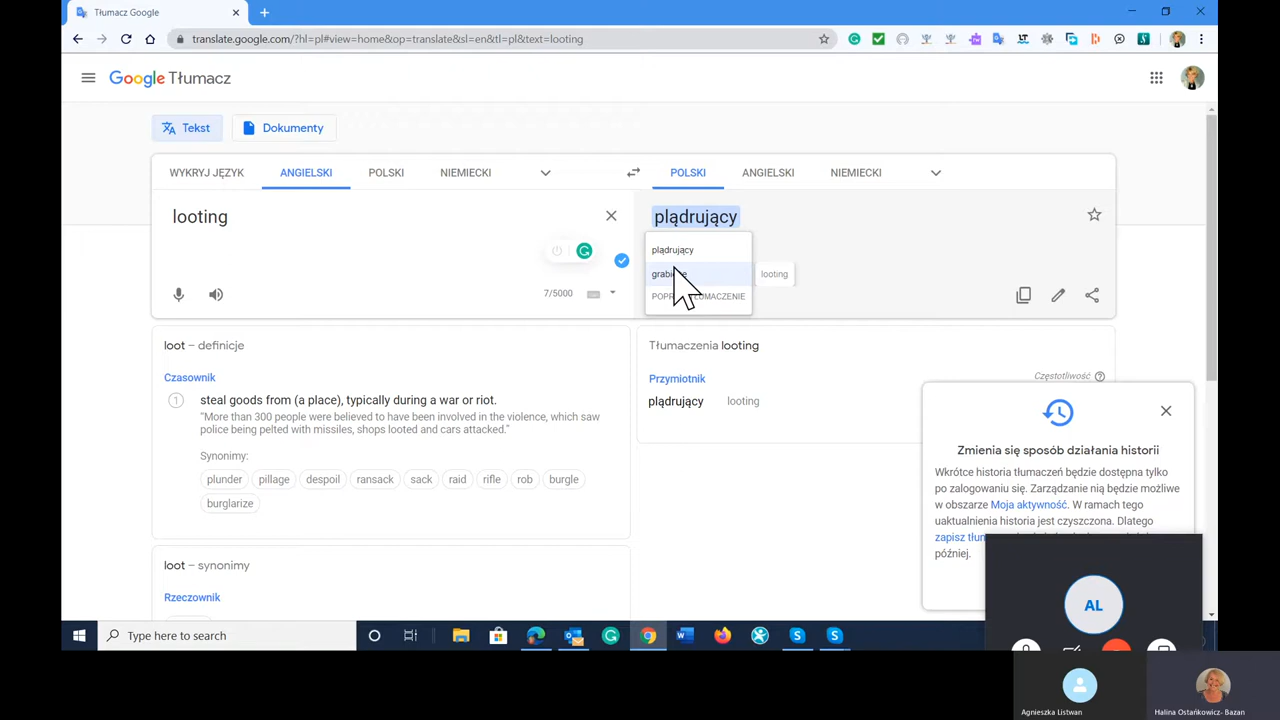 Tłumacz Google
translate.google.com/?hl=pl#view=home&op=translate&sl=en&tl=pl&text=looting
Google Tłumacz
Tekst
Dokumenty
WYKRYJ JĘZYK ANGIELSKI POLSKI NIEMIECKI
POLSKI ANGIELSKI NIEMIECKI
looting
7/5000
plądrujący
plądrujący
looting
loot – definicje
Czasownik
1 steal goods from (a place), typically during a war or riot.
"More than 300 people were believed to have been involved in the violence, which saw
police being pelted with missiles, shops looted and cars attacked."
Synonimy:
plunder pillage despoil ransack sack raid rifle rob burgle
burglarize
loot – synonimy
Rzeczownik
Tłumaczenia looting
Przymiotnik
Częstotliwość
plądrujący looting
Zmienia się sposób działania historii
Wkrótce historia tłumaczeń będzie dostępna tylko
po zalogowaniu się. Zarządzanie nią będzie możliwe
w obszarze Moja aktywność. W ramach tego
uaktualnienia historia jest czyszczona. Dlatego
zapisz
później.
AL
Type here to search
Agnieszka Listwan
Halina Ostańkowicz- Bazan